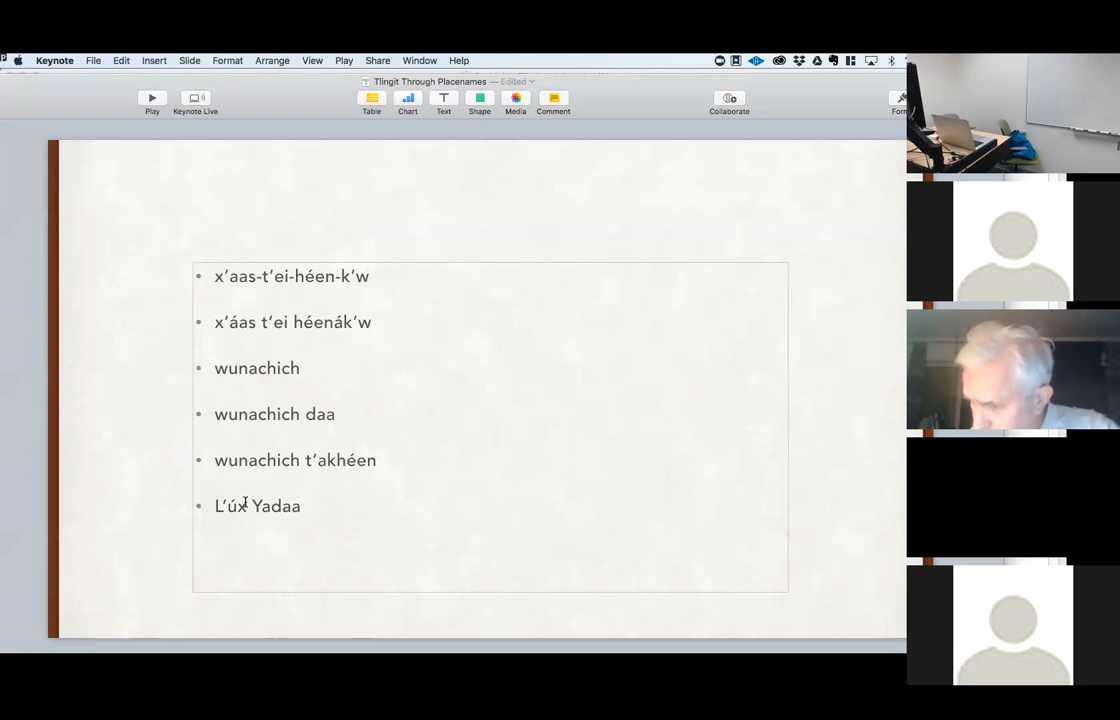 Keynote File Edit Insert Slide Format Arrange View Play Share Window Help
Tlingit Through Placenames — Edited
Play Keynote Live Table Chart Text Shape Media Comment Collaborate
• x’aas-t’ei-héen-k’w
• x’áas t’ei héenák’w
• wunachich
• wunachich daa
• wunachich t’akhéen
• L’úx Yadaa